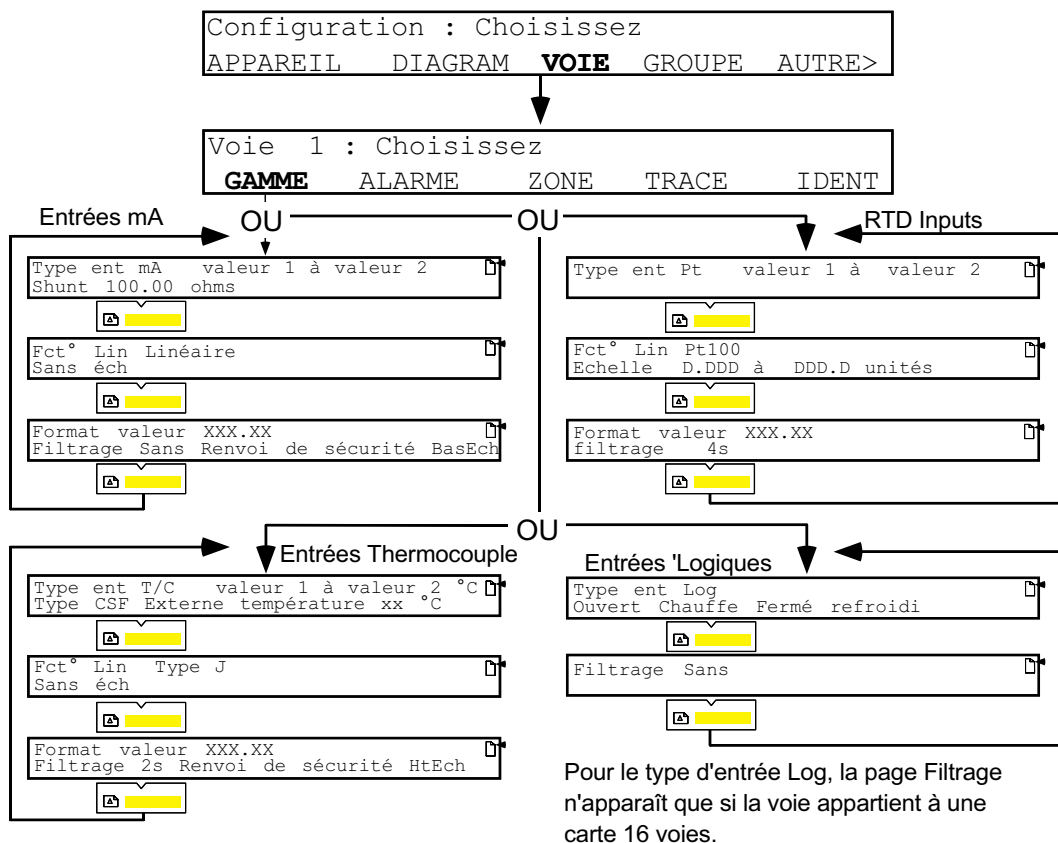 Configuration : Choisissez
APPAREIL DIAGRAM VOIE GROUPE AUTRE>
Voie 1 : Choisissez
GAMME ALARME ZONE TRACE IDENT
Entrées mA
OU
OU
RTD Inputs
Type ent mA valeur 1 à valeur 2
Shunt 100.00 ohms
Fct° Lin Linéaire
Sans éch
Format valeur XXX.XX
Filtrage Sans Renvoi de sécurité BasEch
Type ent Pt valeur 1 à valeur 2
Fct° Lin Pt100
Echelle D.DDD à DDD.D unités
Format valeur XXX.XX
filtrage 4s
OU
Entrées Thermocouple
Type ent T/C valeur 1 à valeur 2 °C
Type CSF Externe température xx °C
Fct° Lin Type J
Sans éch
Format valeur XXX.XX
Filtrage 2s Renvoi de sécurité HtEch
Entrées 'Logiques
Type ent Log
Ouvert Chauffe Fermé refroidi
Filtrage Sans
Pour le type d'entrée Log, la page Filtrage
n'apparaît que si la voie appartient à une
carte 16 voies.